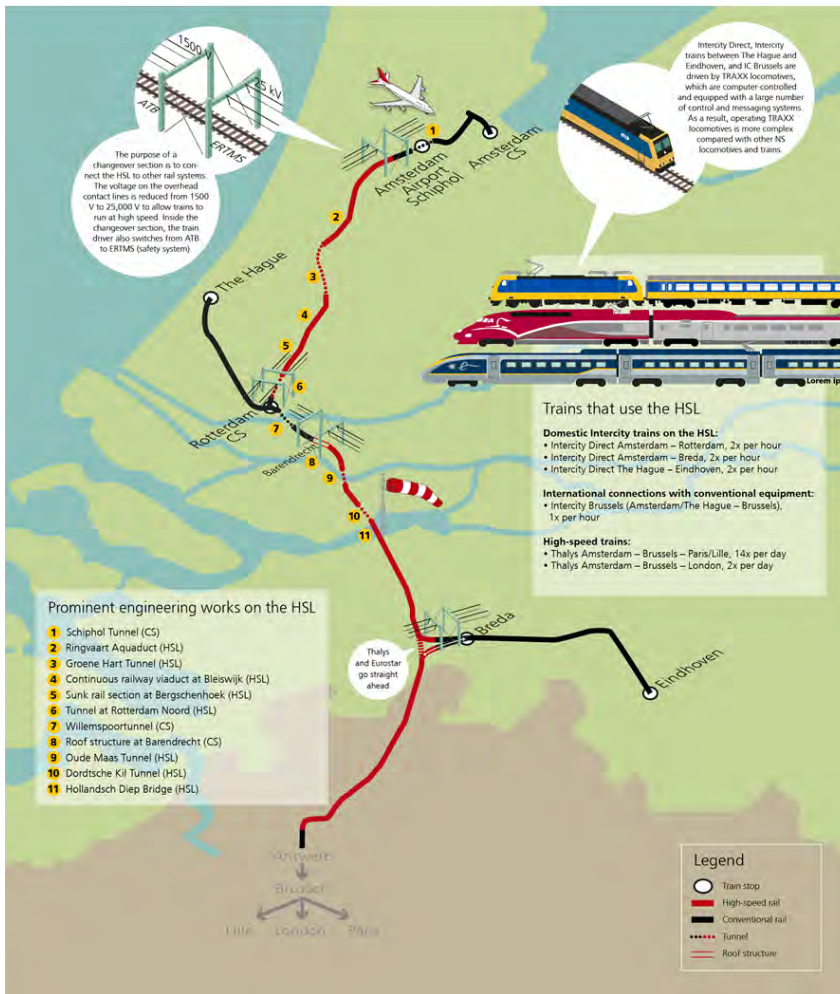 1500 V
25 kV
ATB
ERTMS
The purpose of a
changeover section is to con-
nect the HSL to other rail systems.
The voltage on the overhead
contact lines is reduced from 1500
V to 25,000 V to allow trains to
run at high speed. Inside the
changeover section, the train
driver also switches from ATB
to ERTMS (safety system)
Intercity Direct, Intercity
trains between The Hague and
Eindhoven, and IC Brussels are
driven by TRAXX locomotives,
which are computer-controlled
and equipped with a large number
of control and messaging systems.
As a result, operating TRAXX
locomotives is more complex
compared with other NS
locomotives and trains.
1
Amsterdam
CS
Amsterdam
Airport
Schiphol
2
3
The Hague
4
5
6
Rotterdam
CS
7
Barendrecht
8
9
10
11
Lorem ip
Trains that use the HSL
Domestic Intercity trains on the HSL:
• Intercity Direct Amsterdam – Rotterdam, 2x per hour
• Intercity Direct Amsterdam – Breda, 2x per hour
• Intercity Direct The Hague – Eindhoven, 2x per hour
International connections with conventional equipment:
• Intercity Brussels (Amsterdam/The Hague – Brussels),
1x per hour
High-speed trains:
• Thalys Amsterdam – Brussels – Paris/Lille, 14x per day
• Thalys Amsterdam – Brussels – London, 2x per day
Prominent engineering works on the HSL
1 Schiphol Tunnel (CS)
2 Ringvaart Aquaduct (HSL)
3 Groene Hart Tunnel (HSL)
4 Continuous railway viaduct at Bleiswijk (HSL)
5 Sunk rail section at Bergschenhoek (HSL)
6 Tunnel at Rotterdam Noord (HSL)
7 Willemspoortunnel (CS)
8 Roof structure at Barendrecht (CS)
9 Oude Maas Tunnel (HSL)
10 Dordtsche Kil Tunnel (HSL)
11 Hollandsch Diep Bridge (HSL)
Thalys
and Eurostar
go straight
ahead
Breda
Eindhoven
Antwerp
Brussel
Lille London Paris
Legend
Train stop
High-speed rail
Conventional rail
Tunnel
Roof structure